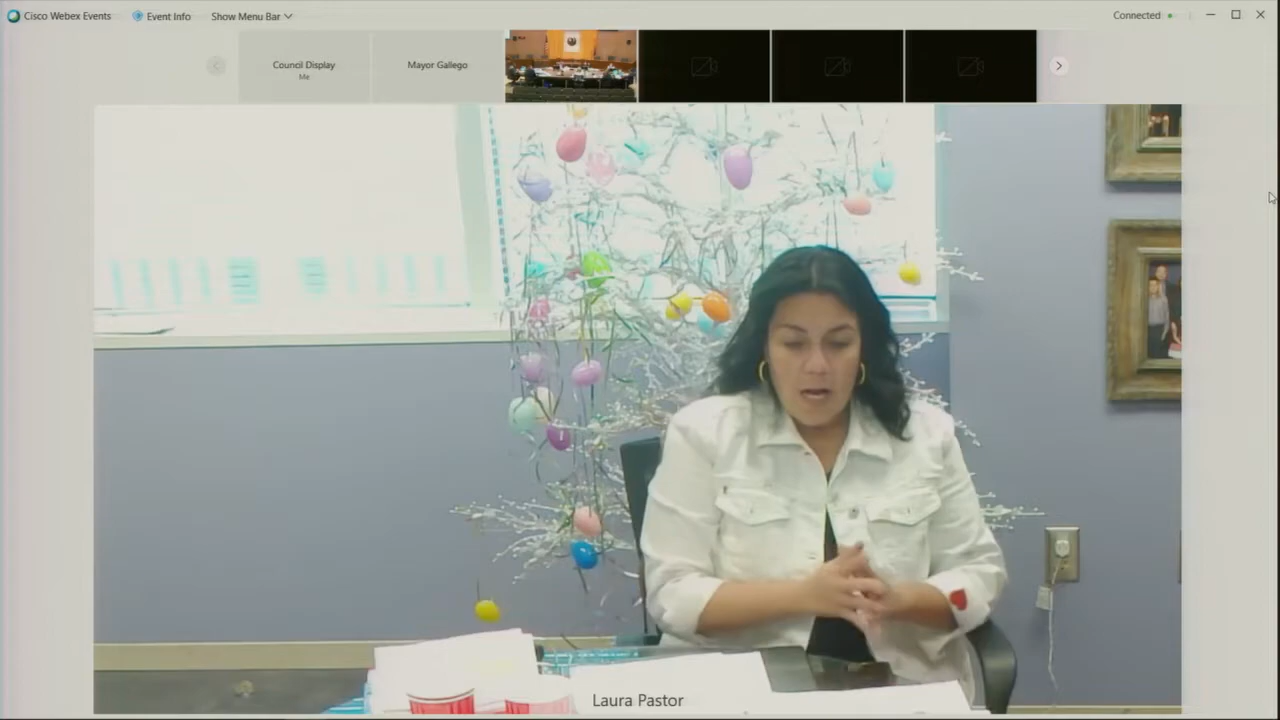 Cisco Webex Events
Event Info
Show Menu Bar
Connected
Council Display
Me
Mayor Gallego
Laura Pastor